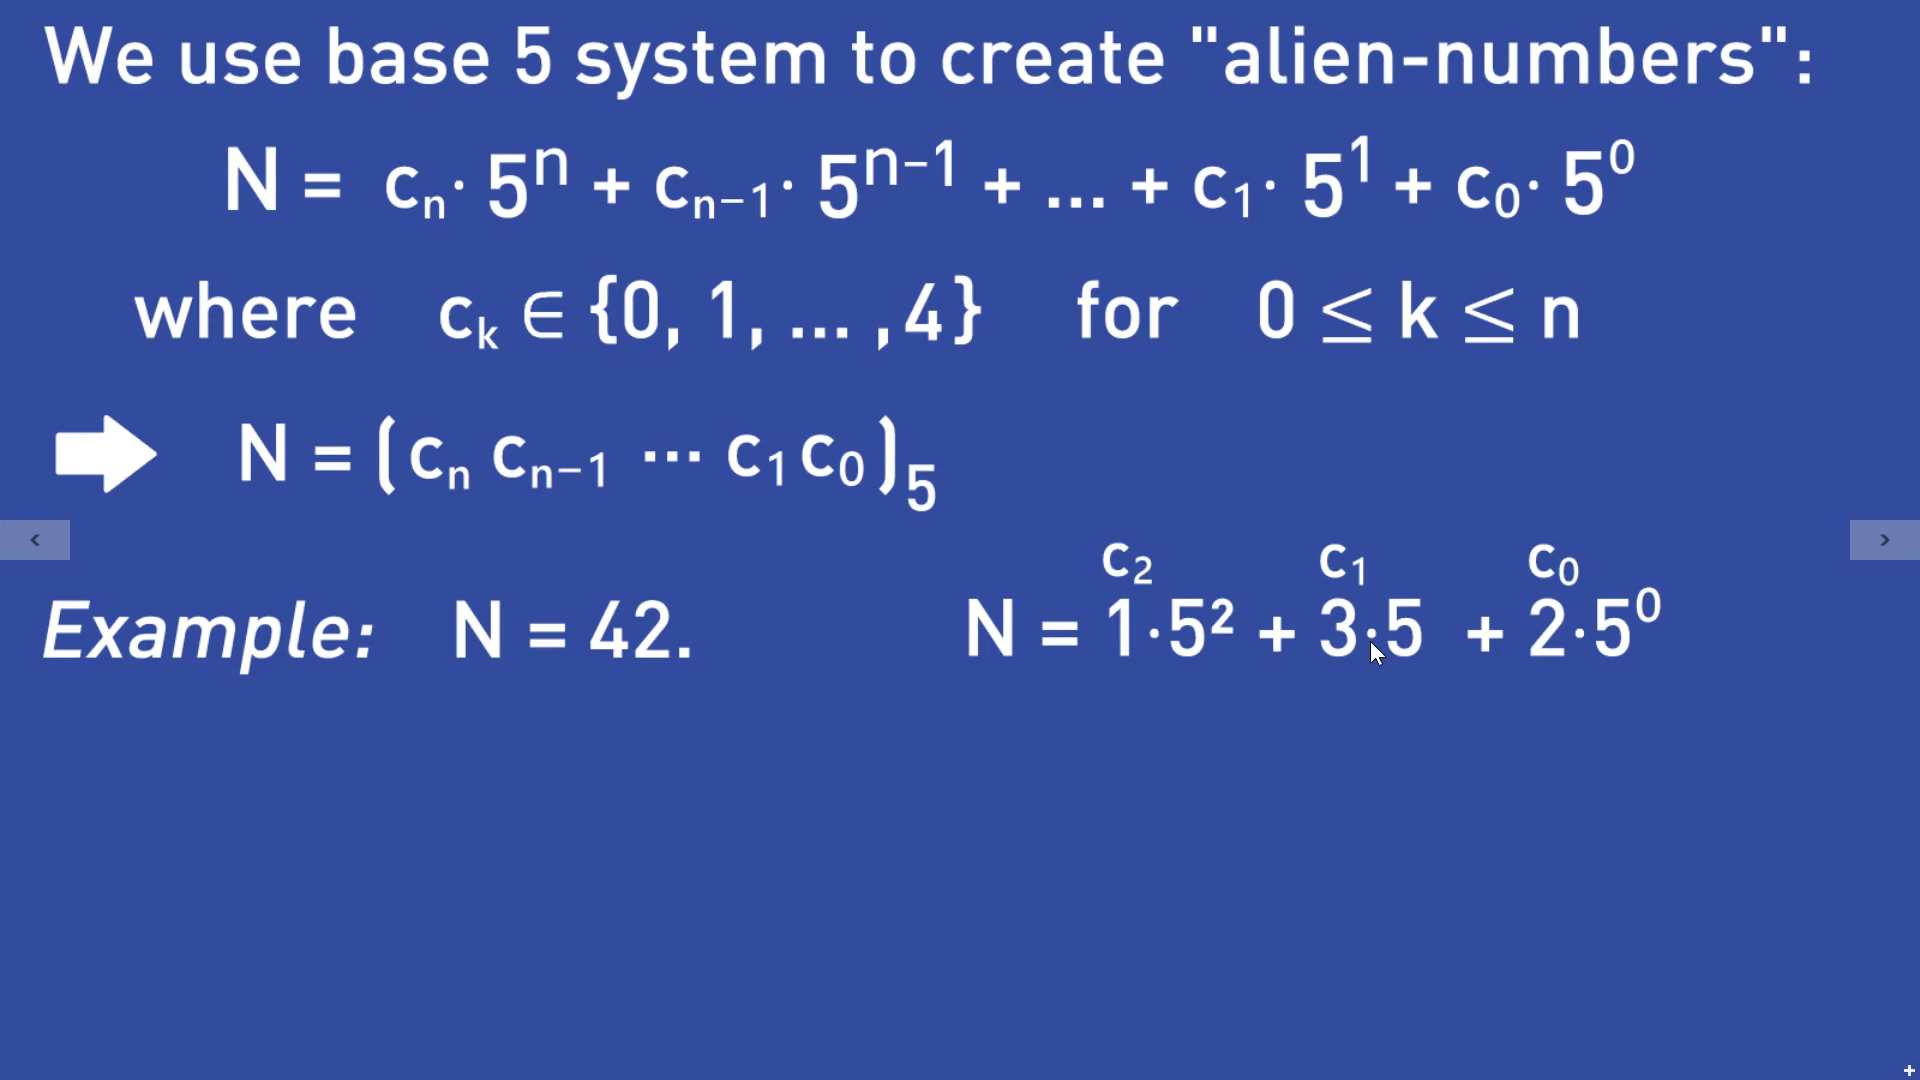 We use base 5 system to create "alien-numbers":
N = cₙ · 5ⁿ + cₙ₋₁ · 5ⁿ⁻¹ + ... + c₁ · 5¹ + c₀ · 5⁰
where cₖ ∈ {0, 1, ... ,4} for 0 ≤ k ≤ n
N = (cₙ cₙ₋₁ ··· c₁ c₀)₅
c₂ c₁ c₀
Example: N = 42. N = 1·5² + 3·5 + 2·5⁰